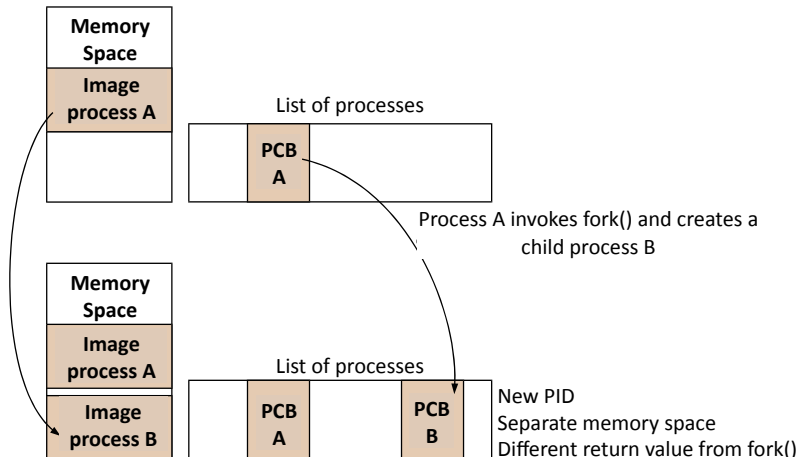 Memory
Space
Image
process A
List of processes
PCB
A
Process A invokes fork() and creates a
child process B
Memory
Space
Image
process A
Image
process B
List of processes
PCB
A
PCB
B
New PID
Separate memory space
Different return value from fork()